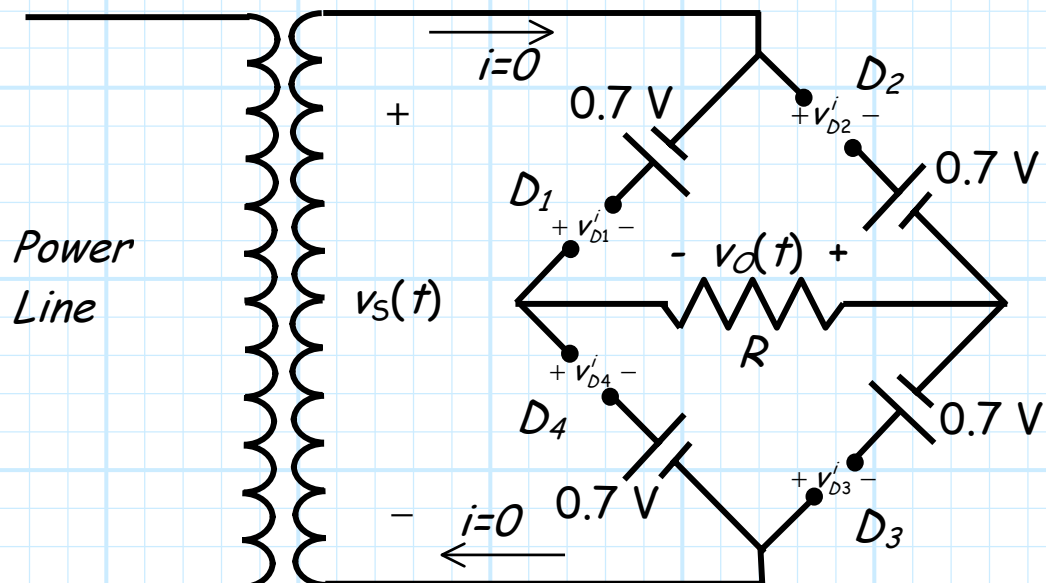 i=0
D2
0.7 V
+ v^i_D2 −
+
0.7 V
D1
+ v^i_D1 −
Power
Line
vS(t)
- vO(t) +
R
+ v^i_D4 −
0.7 V
D4
+ v^i_D3 −
0.7 V
D3
− i=0